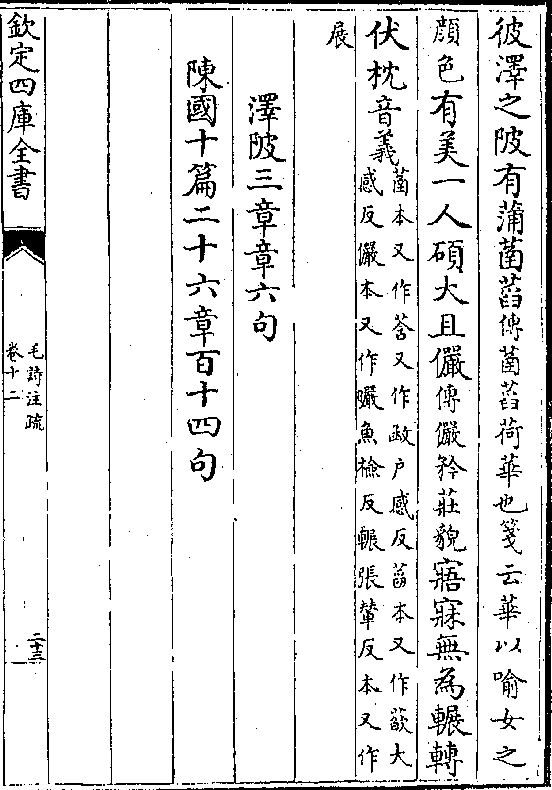 彼澤之陂有蒲菡萏傳菡萏荷華也箋云華以喻女之
顔色有美一人碩大且儼傳儼矜莊貌寤寐無為輾轉
伏枕音義菡本又作莟又作㪁户感反萏本又作菼大
感反儼本又作曮魚檢反輾張輦反本又作
展
澤陂三章章六句
陳國十篇二十六章百十四句
欽定四庫全書
毛詩注疏
卷十二
二十三